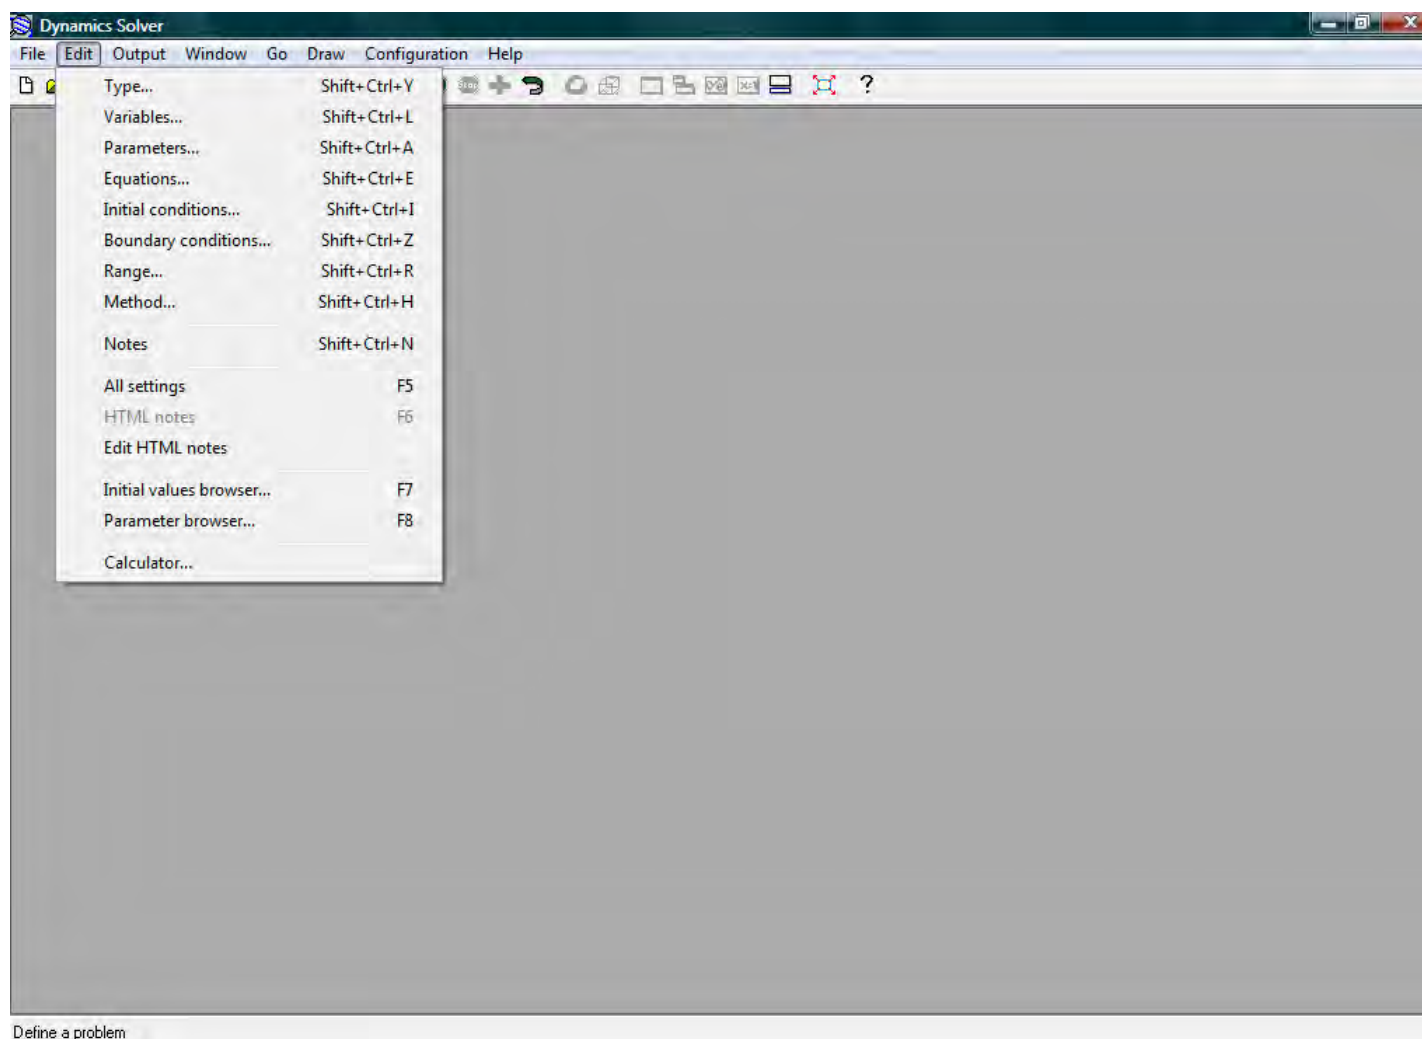 Dynamics Solver
File Edit Output Window Go Draw Configuration Help
?
Type... Shift+Ctrl+Y
Variables... Shift+Ctrl+L
Parameters... Shift+Ctrl+A
Equations... Shift+Ctrl+E
Initial conditions... Shift+Ctrl+I
Boundary conditions... Shift+Ctrl+Z
Range... Shift+Ctrl+R
Method... Shift+Ctrl+H
Notes Shift+Ctrl+N
All settings F5
HTML notes F6
Edit HTML notes
Initial values browser... F7
Parameter browser... F8
Calculator...
Define a problem